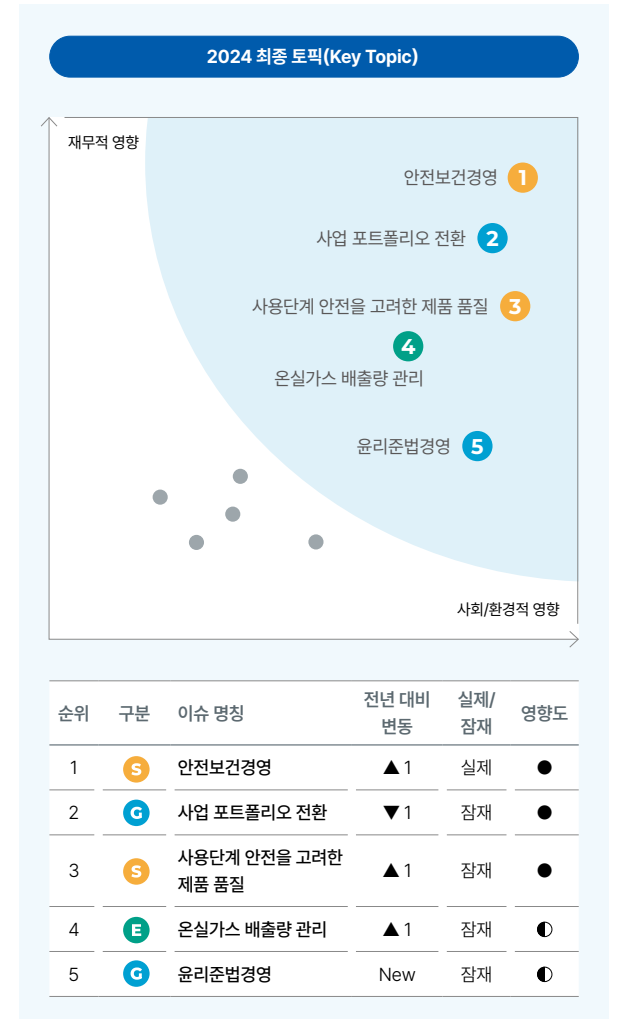 2024 최종 토픽(Key Topic)
재무적 영향
안전보건경영 1
사업 포트폴리오 전환 2
사용단계 안전을 고려한 제품 품질 3
4
온실가스 배출량 관리
윤리준법경영 5
사회/환경적 영향
순위 구분 이슈 명칭 전년 대비 변동 실제/잠재 영향도
1 S 안전보건경영 ▲1 실제 ●
2 G 사업 포트폴리오 전환 ▼1 잠재 ●
3 S 사용단계 안전을 고려한 제품 품질 ▲1 잠재 ●
4 E 온실가스 배출량 관리 ▲1 잠재 ◐
5 G 윤리준법경영 New 잠재 ◐